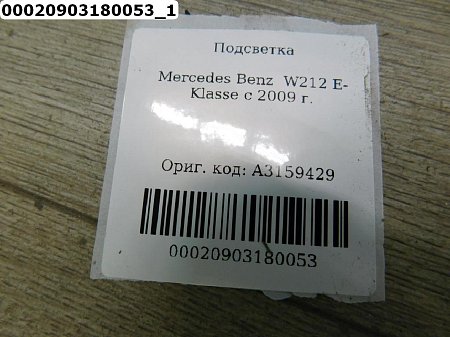 00020903180053_1
Подсветка
Mercedes Benz W212 E-
Klasse с 2009 г.
Ориг. код: A3159429
00020903180053